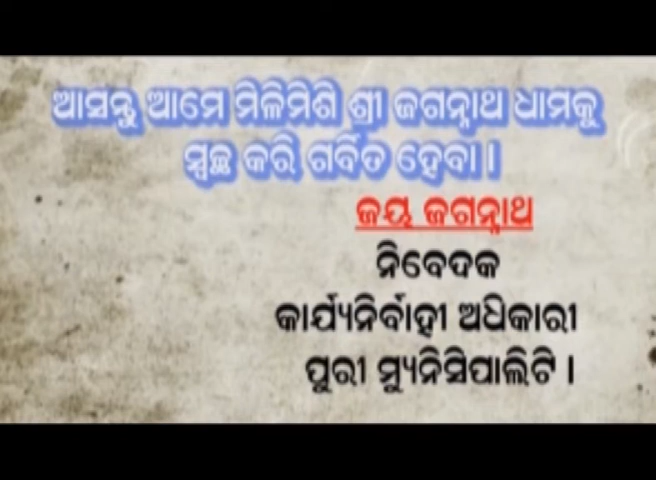 ଆସନ୍ତୁ ଆମେ ମିଳିମିଶି ଶ୍ରୀ ଜଗନ୍ନାଥ ଧାମକୁ
ସ୍ୱଚ୍ଛ କରି ଗର୍ବିତ ହେବା ।
ଜୟ ଜଗନ୍ନାଥ
ନିବେଦକ
କାର୍ଯ୍ୟନିର୍ବାହୀ ଅଧିକାରୀ
ପୁରୀ ମ୍ୟୁନିସିପାଲିଟି ।